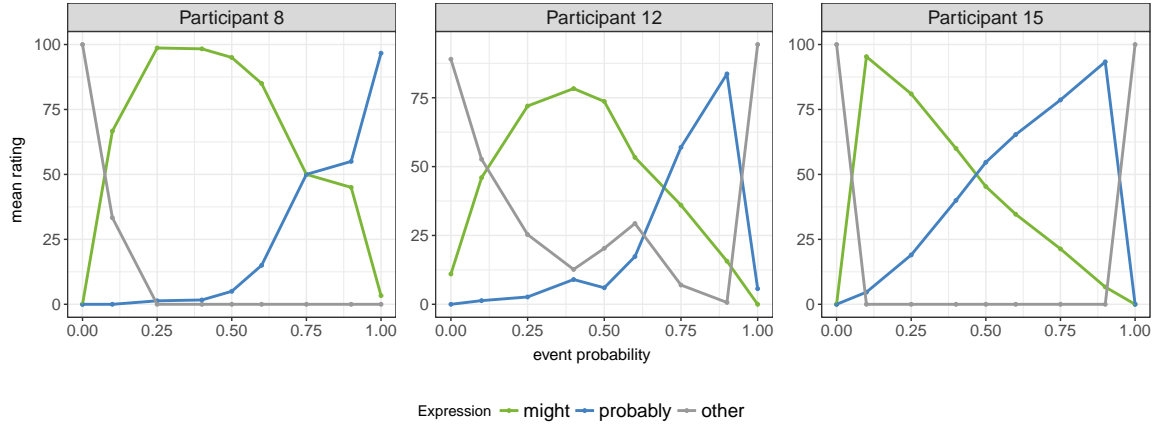 Participant 8 Participant 12 Participant 15
mean rating
100 75 50 25 0
75 50 25 0
100 75 50 25 0
0.00 0.25 0.50 0.75 1.00 0.00 0.25 0.50 0.75 1.00 0.00 0.25 0.50 0.75 1.00
event probability
Expression might probably other